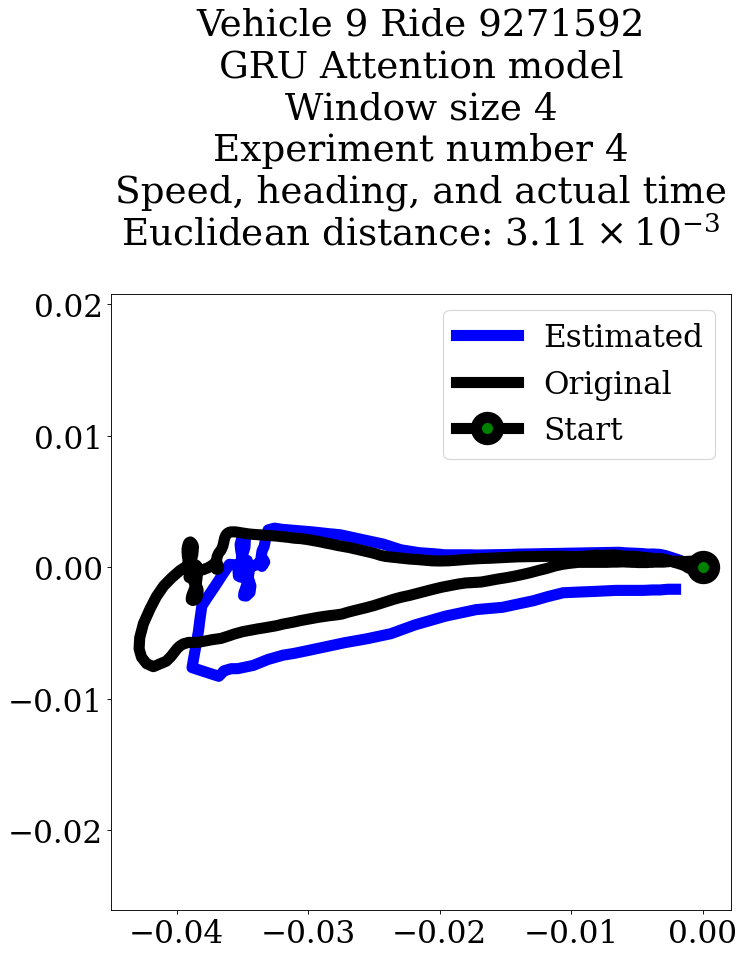 Vehicle 9 Ride 9271592
GRU Attention model
Window size 4
Experiment number 4
Speed, heading, and actual time
Euclidean distance: 3.11 × 10⁻³
Estimated
Original
Start
0.02
0.01
0.00
−0.01
−0.02
−0.04 −0.03 −0.02 −0.01 0.00